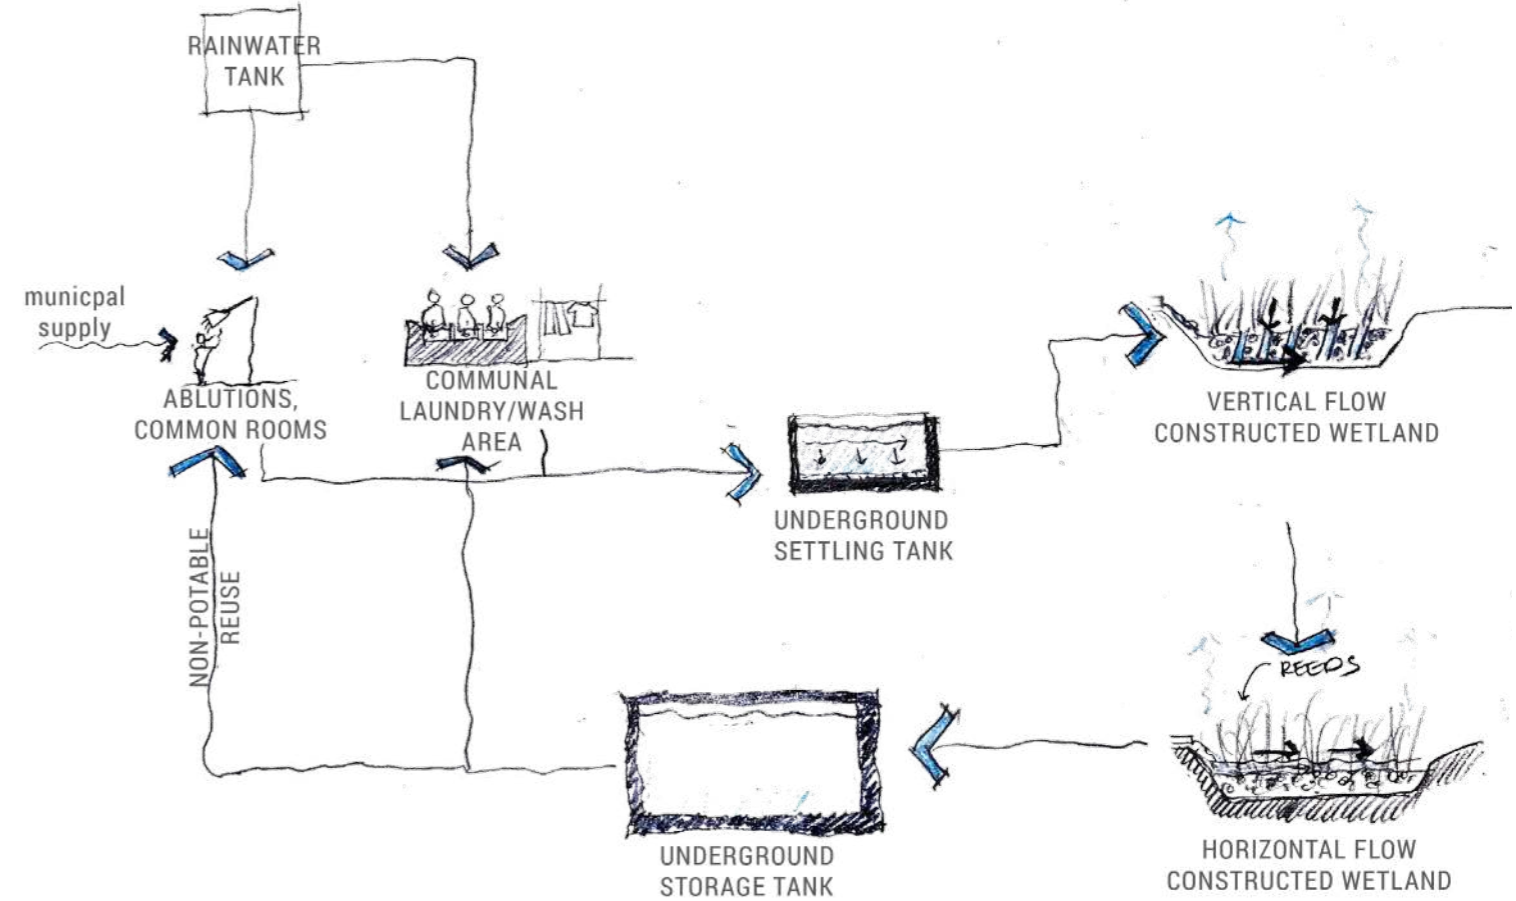 RAINWATER
TANK
municpal
supply
ABLUTIONS,
COMMON ROOMS
COMMUNAL
LAUNDRY/WASH
AREA
UNDERGROUND
SETTLING TANK
VERTICAL FLOW
CONSTRUCTED WETLAND
NON-POTABLE
REUSE
REEDS
UNDERGROUND
STORAGE TANK
HORIZONTAL FLOW
CONSTRUCTED WETLAND